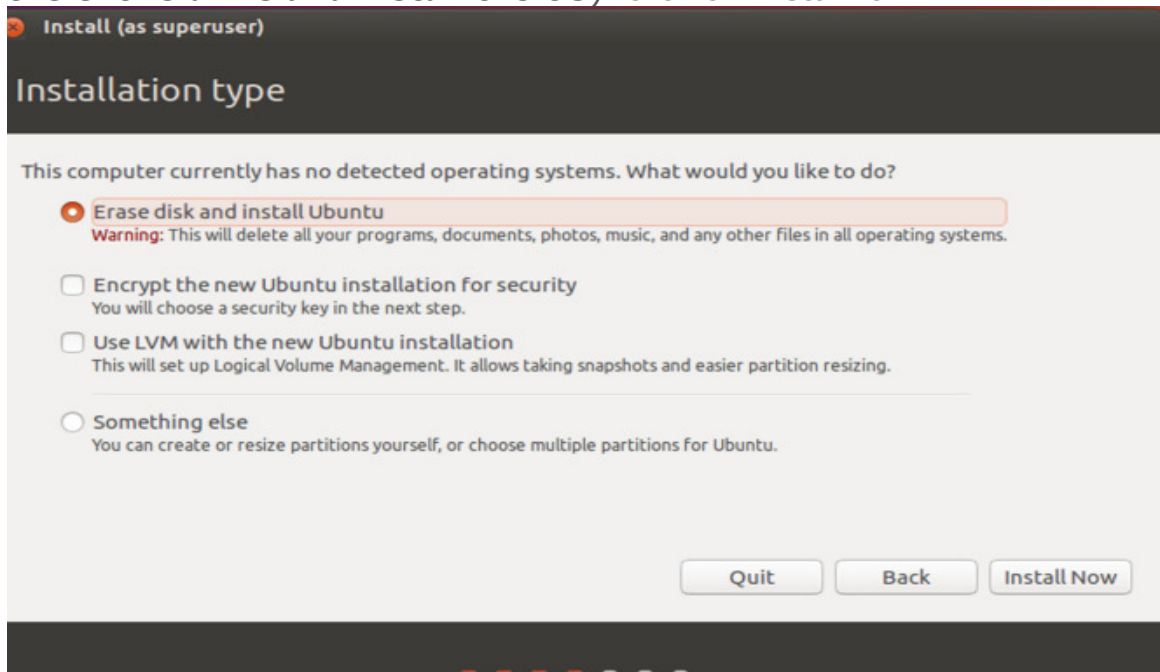 Install (as superuser)
Installation type
This computer currently has no detected operating systems. What would you like to do?
Erase disk and install Ubuntu
Warning: This will delete all your programs, documents, photos, music, and any other files in all operating systems.
Encrypt the new Ubuntu installation for security
You will choose a security key in the next step.
Use LVM with the new Ubuntu installation
This will set up Logical Volume Management. It allows taking snapshots and easier partition resizing.
Something else
You can create or resize partitions yourself, or choose multiple partitions for Ubuntu.
Quit Back Install Now